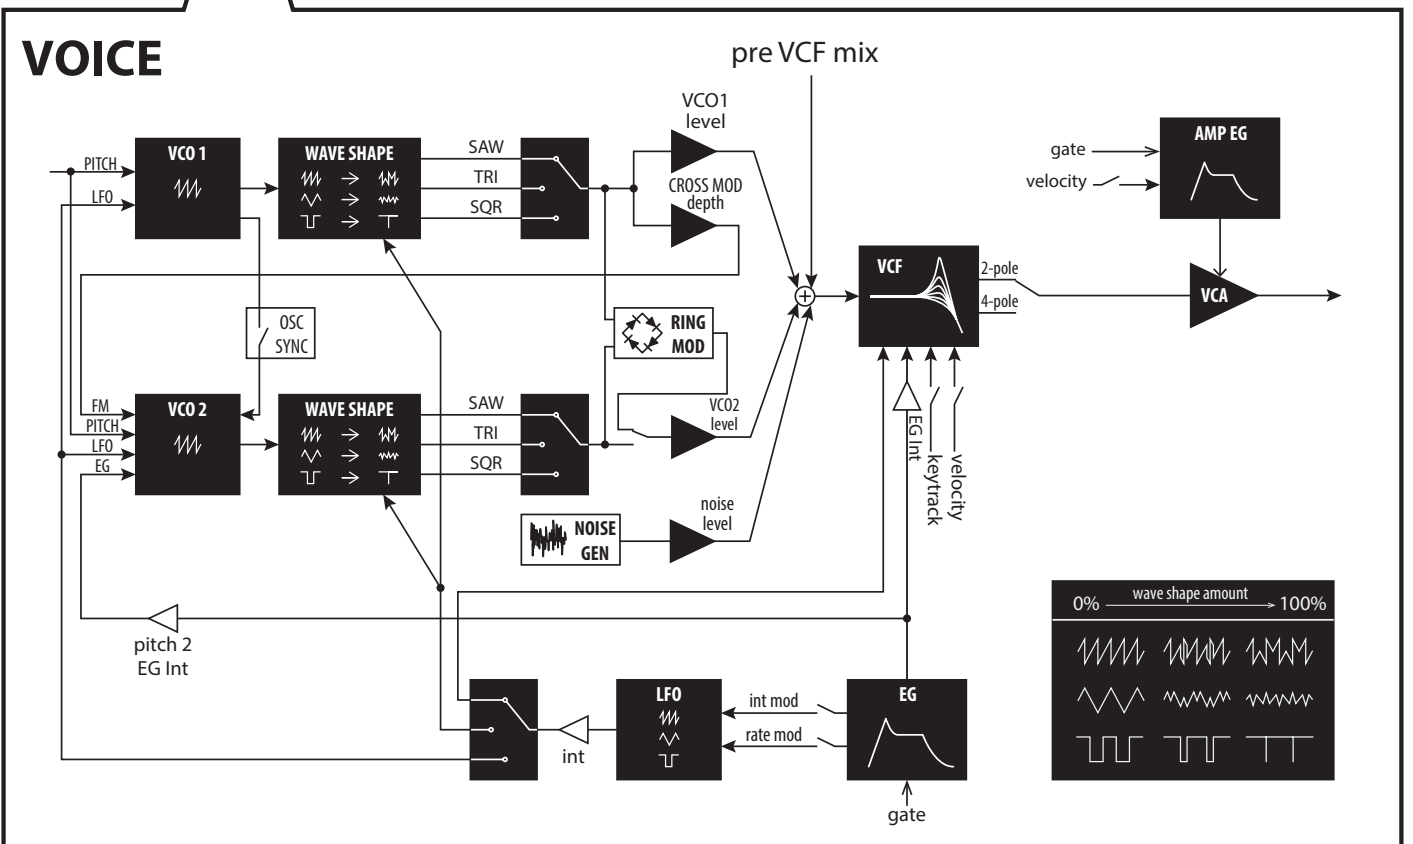 VOICE
pre VCF mix
VCO1
level
PITCH
LFO
VCO 1
WAVE SHAPE
SAW
TRI
SQR
CROSS MOD
depth
gate
velocity
AMP EG
VCF
2-pole
4-pole
VCA
OSC
SYNC
RING
MOD
FM
PITCH
LFO
EG
VCO 2
WAVE SHAPE
SAW
TRI
SQR
VCO2
level
EG Int
keytrack
velocity
NOISE
GEN
noise
level
pitch 2
EG Int
int
LFO
int mod
rate mod
EG
gate
0% wave shape amount 100%